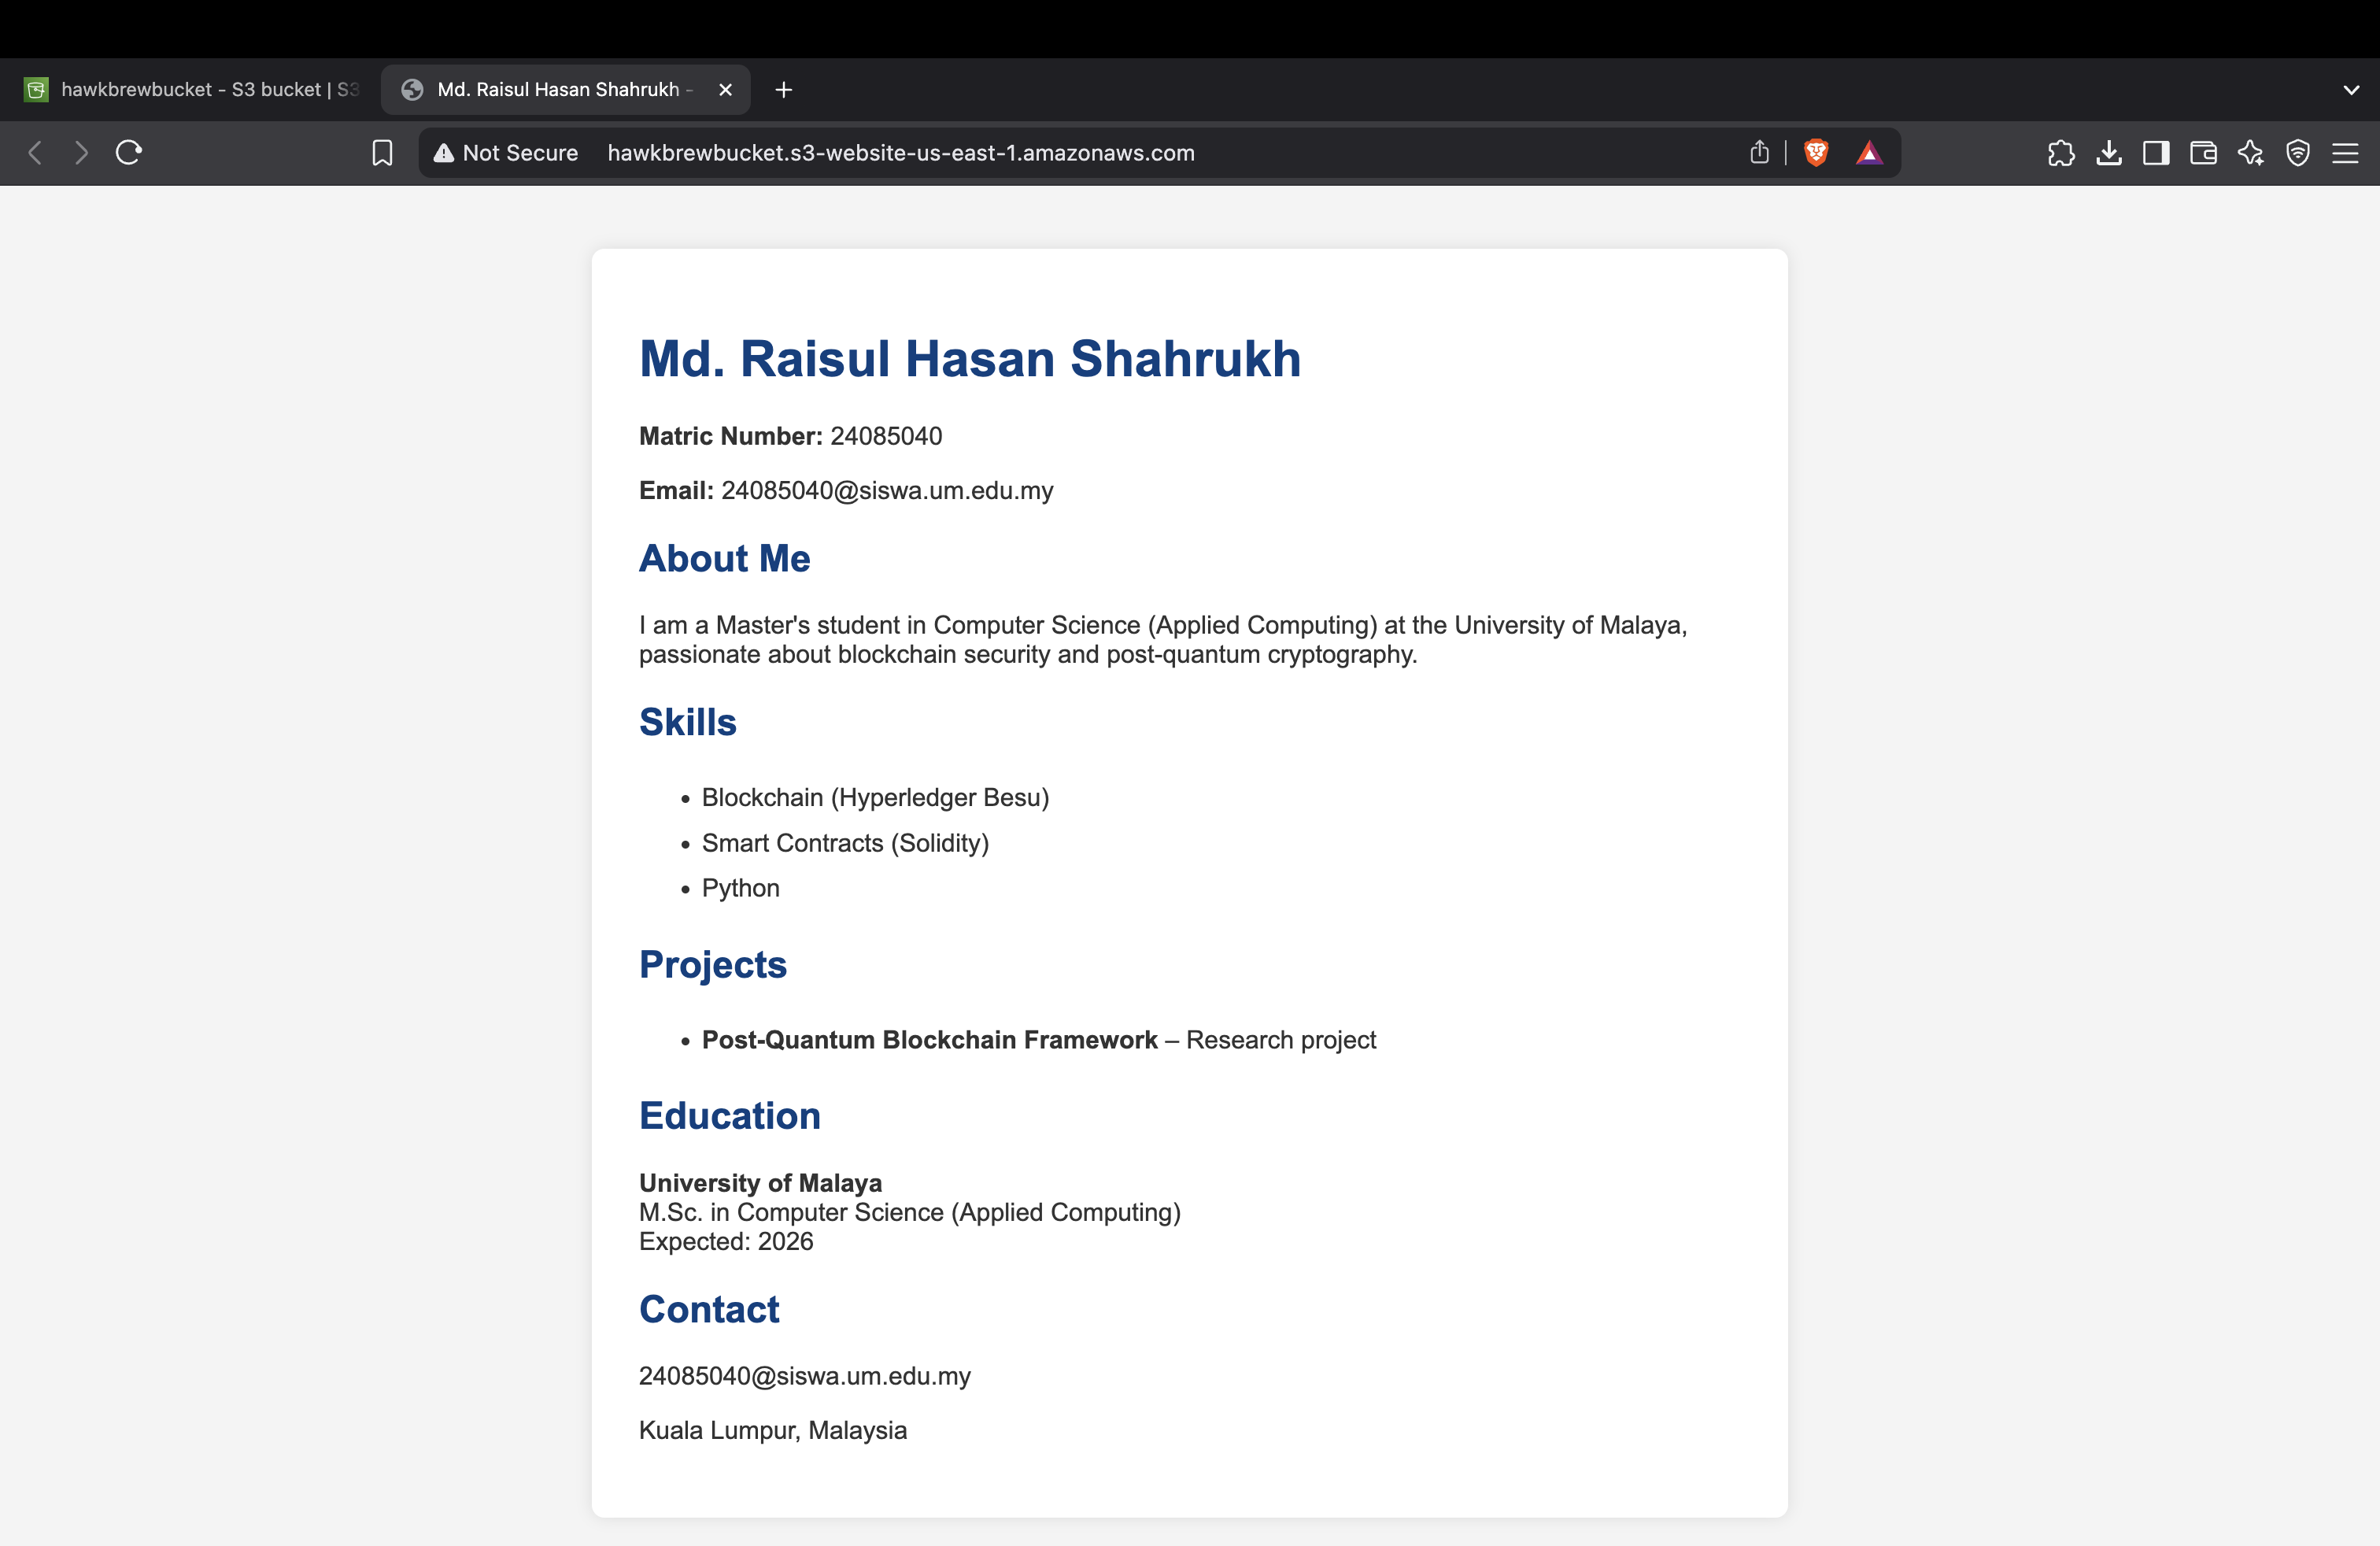 hawkbrewbucket - S3 bucket | S3
Md. Raisul Hasan Shahrukh -
Not Secure hawkbrewbucket.s3-website-us-east-1.amazonaws.com
Md. Raisul Hasan Shahrukh
Matric Number: 24085040
Email: 24085040@siswa.um.edu.my
About Me
I am a Master's student in Computer Science (Applied Computing) at the University of Malaya,
passionate about blockchain security and post-quantum cryptography.
Skills
• Blockchain (Hyperledger Besu)
• Smart Contracts (Solidity)
• Python
Projects
• Post-Quantum Blockchain Framework – Research project
Education
University of Malaya
M.Sc. in Computer Science (Applied Computing)
Expected: 2026
Contact
24085040@siswa.um.edu.my
Kuala Lumpur, Malaysia